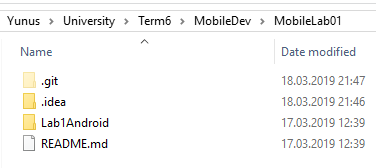 Yunus > University > Term6 > MobileDev > MobileLab01
Name Date modified
.git 18.03.2019 21:47
.idea 18.03.2019 21:46
Lab1Android 17.03.2019 12:39
README.md 17.03.2019 12:39